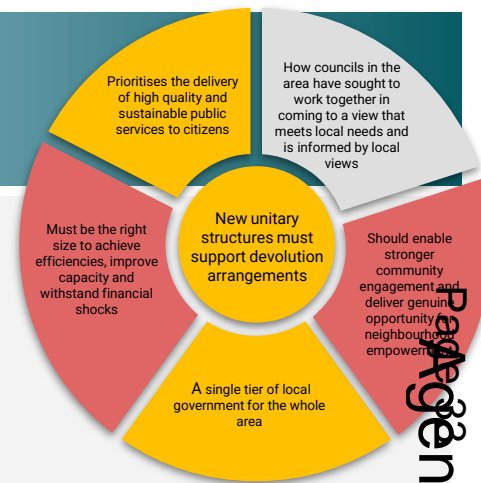 Prioritises the delivery
of high quality and
sustainable public
services to citizens
How councils in the
area have sought to
work together in
coming to a view that
meets local needs and
is informed by local
views
Must be the right
size to achieve
efficiencies, improve
capacity and
withstand financial
shocks
New unitary
structures must
support devolution
arrangements
Should enable
stronger
community
engagement and
deliver genuine
opportunity for
neighbourhood
empowerment
A single tier of local
government for the whole
area
Page 83
Agen